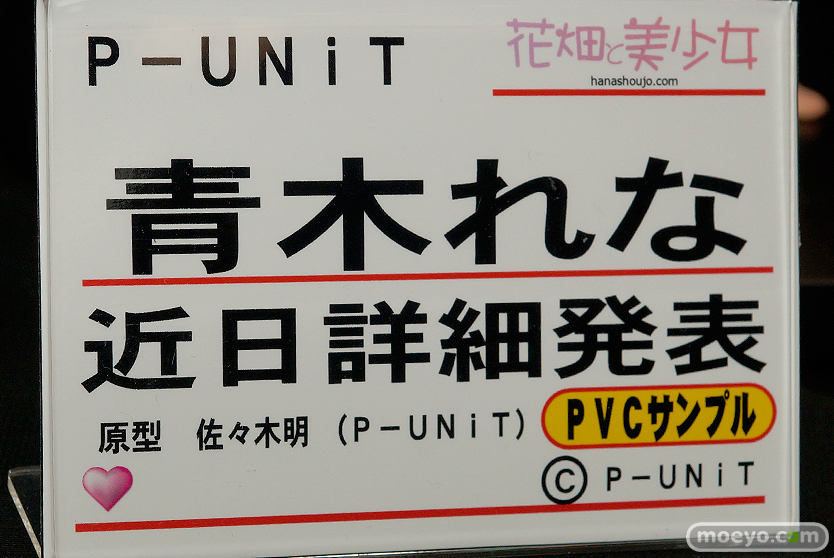 P－UNiT
花畑と美少女
hanashoujo.com
青木れな
近日詳細発表
原型　佐々木明（P－UNiT）
PVCサンプル
Ⓒ P－UNiT
moeyo.com